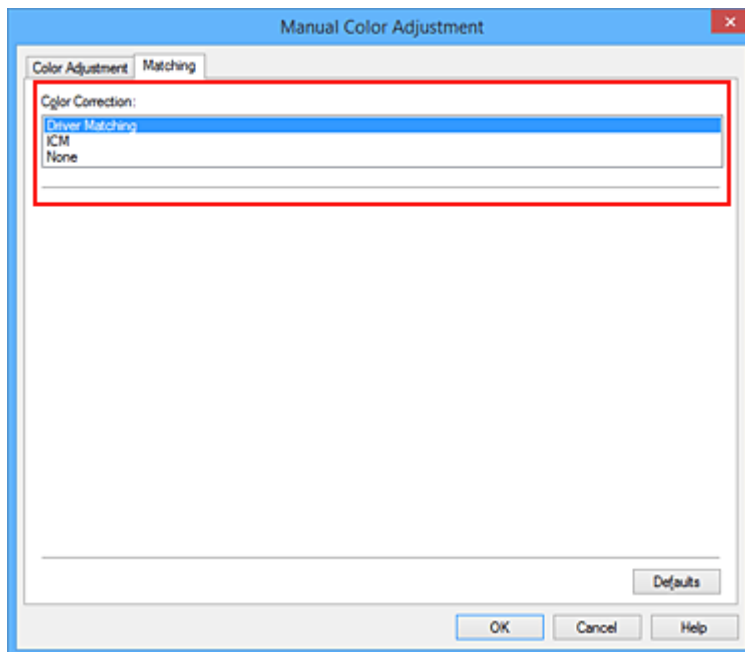 Manual Color Adjustment
Color Adjustment Matching
Color Correction:
Driver Matching
ICM
None
Defaults
OK Cancel Help